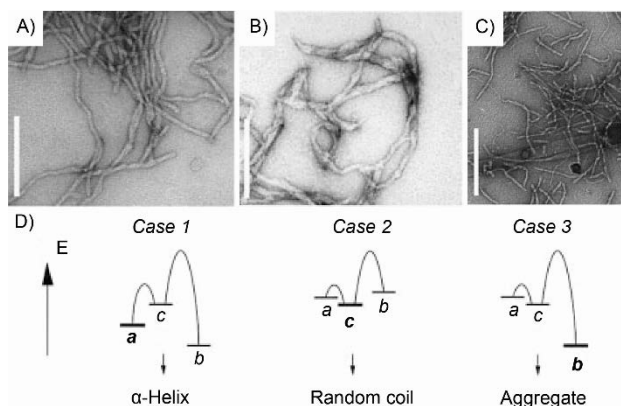 A)
B)
C)
D)
E
Case 1
Case 2
Case 3
a
c
b
a
c
b
a
c
b
α-Helix
Random coil
Aggregate